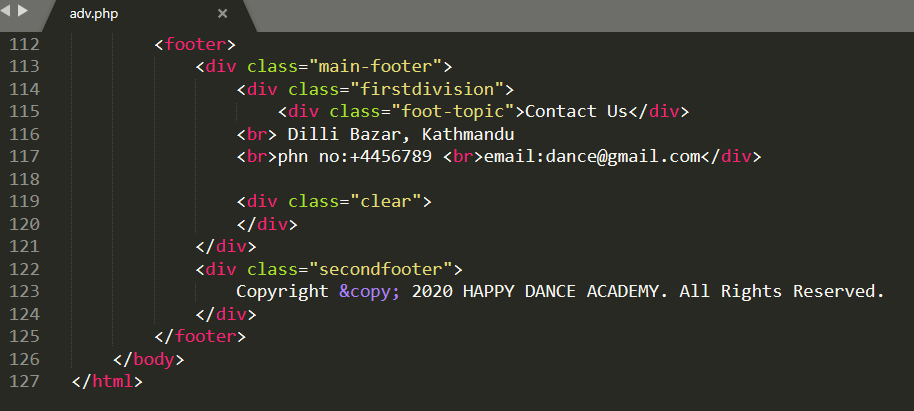 adv.php ×
112 <footer>
113 <div class="main-footer">
114 <div class="firstdivision">
115 <div class="foot-topic">Contact Us</div>
116 <br> Dilli Bazar, Kathmandu
117 <br>phn no:+4456789 <br>email:dance@gmail.com</div>
118
119 <div class="clear">
120 </div>
121 </div>
122 <div class="secondfooter">
123 Copyright &copy; 2020 HAPPY DANCE ACADEMY. All Rights Reserved.
124 </div>
125 </footer>
126 </body>
127 </html>